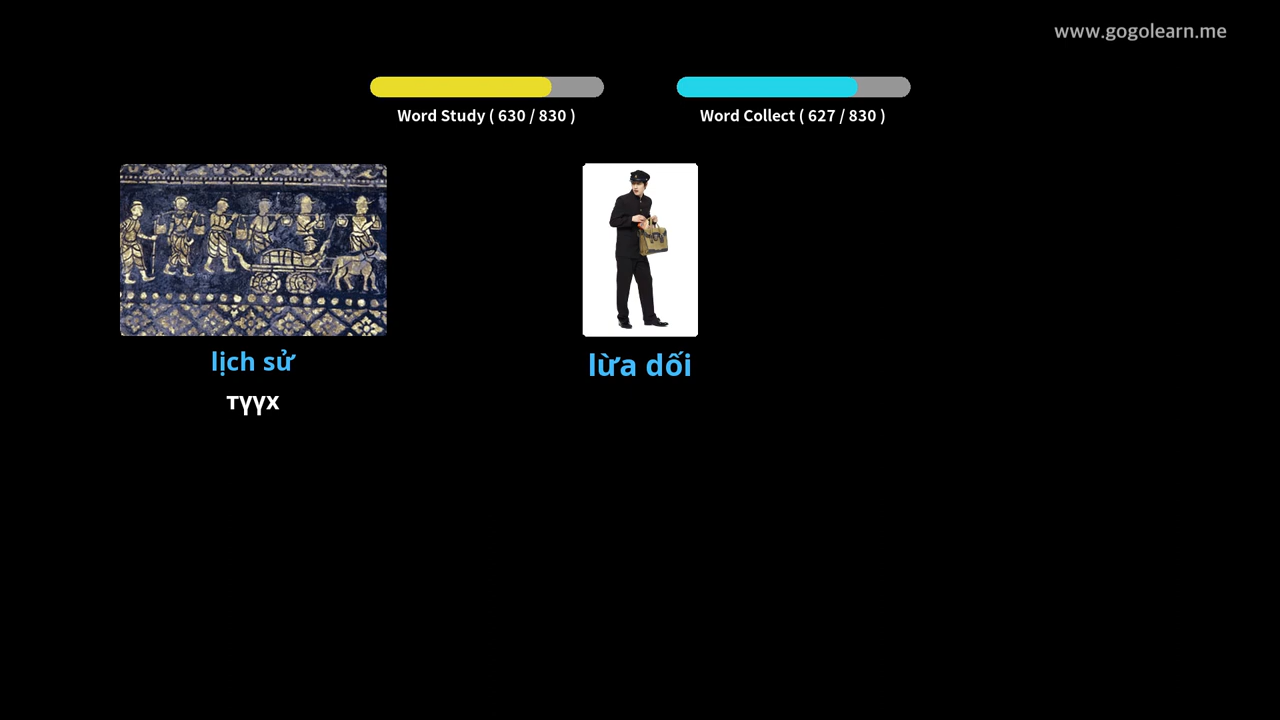 www.gogolearn.me
Word Study ( 630 / 830 )
Word Collect ( 627 / 830 )
lịch sử
түүх
lừa dối